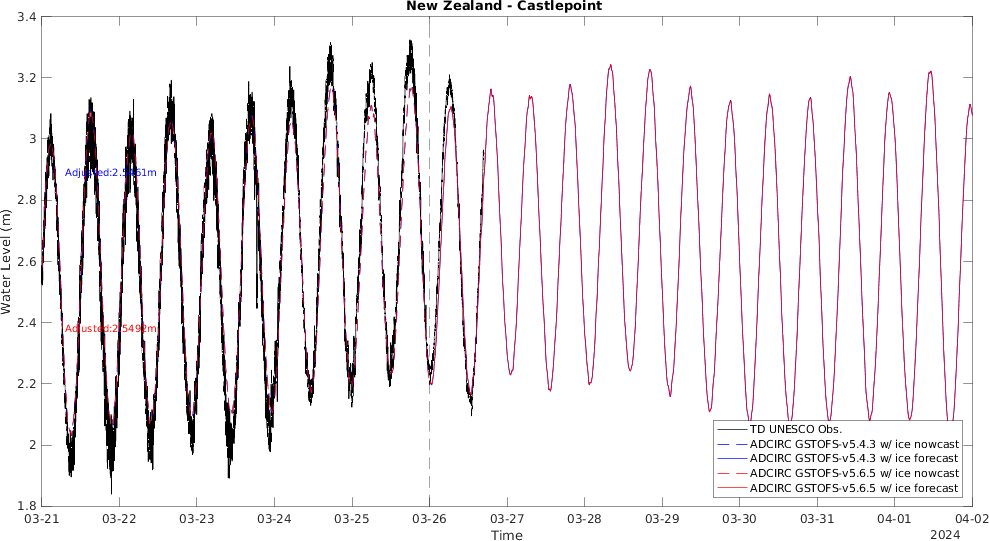 New Zealand - Castlepoint
3.4
3.2
3
2.8
2.6
2.4
2.2
2
1.8
Water Level (m)
Adjusted:2.5461m
Adjusted:2.5492m
TD UNESCO Obs.
ADCIRC GSTOFS-v5.4.3 w/ ice nowcast
ADCIRC GSTOFS-v5.4.3 w/ ice forecast
ADCIRC GSTOFS-v5.6.5 w/ ice nowcast
ADCIRC GSTOFS-v5.6.5 w/ ice forecast
03-21 03-22 03-23 03-24 03-25 03-26 03-27 03-28 03-29 03-30 03-31 04-01 04-02
Time
2024